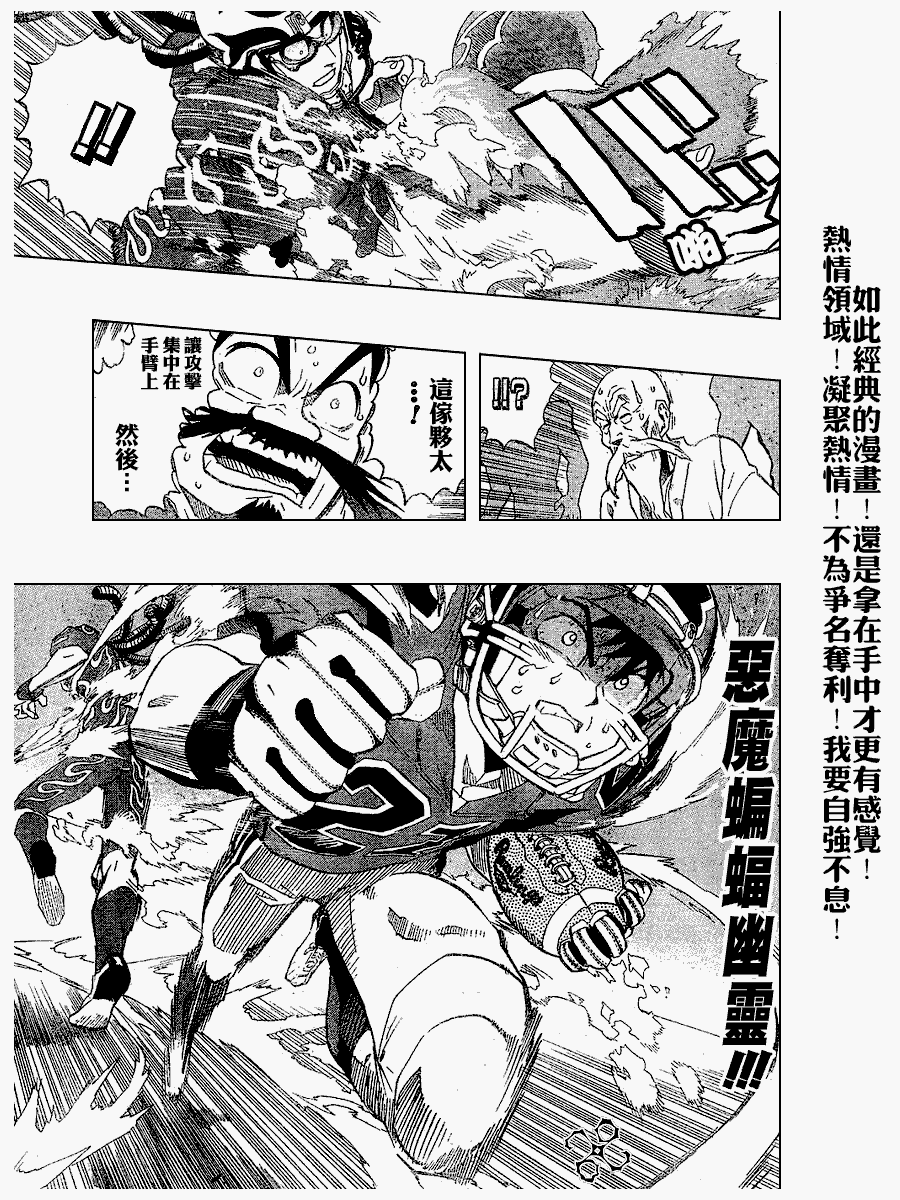 バ
啪
!!
!!?
這傢夥太
…!
讓攻擊
集中在
手臂上
然後…
惡魔蝙蝠幽靈!!!
如此經典的漫畫！還是拿在手中才更有感覺！
熱情領域！凝聚熱情！不為爭名奪利！我要自強不息！